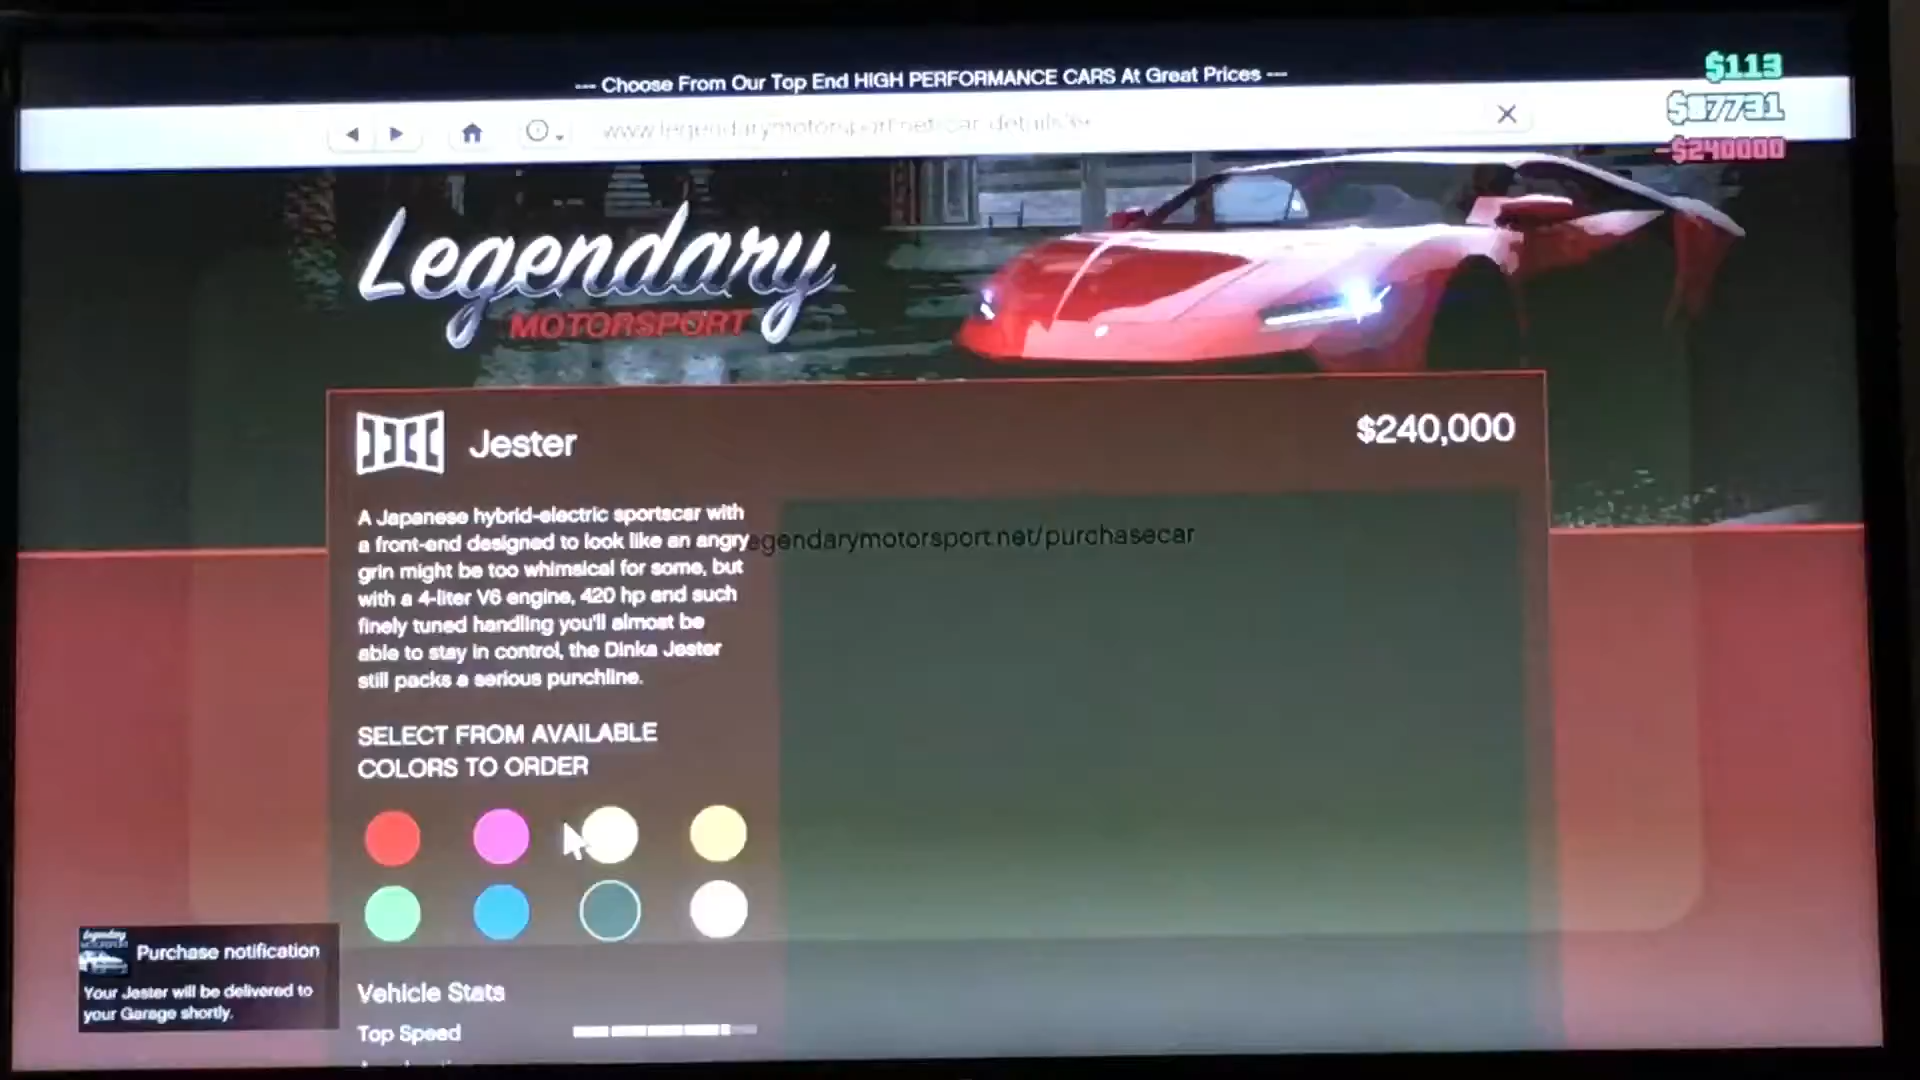 --- Choose From Our Top End HIGH PERFORMANCE CARS At Great Prices ---
$113
$87731
-$240000
Legendary
MOTORSPORT
Jester
$240,000
A Japanese hybrid-electric sportscar with
a front-end designed to look like an angry
grin might be too whimsical for some, but
with a 4-liter V6 engine, 420 hp and such
finely tuned handling you'll almost be
able to stay in control, the Dinka Jester
still packs a serious punchline.
egendarymotorsport.net/purchasecar
SELECT FROM AVAILABLE
COLORS TO ORDER
Legendary
MOTORSPORT
Purchase notification
Your Jester will be delivered to
your Garage shortly.
Vehicle Stats
Top Speed